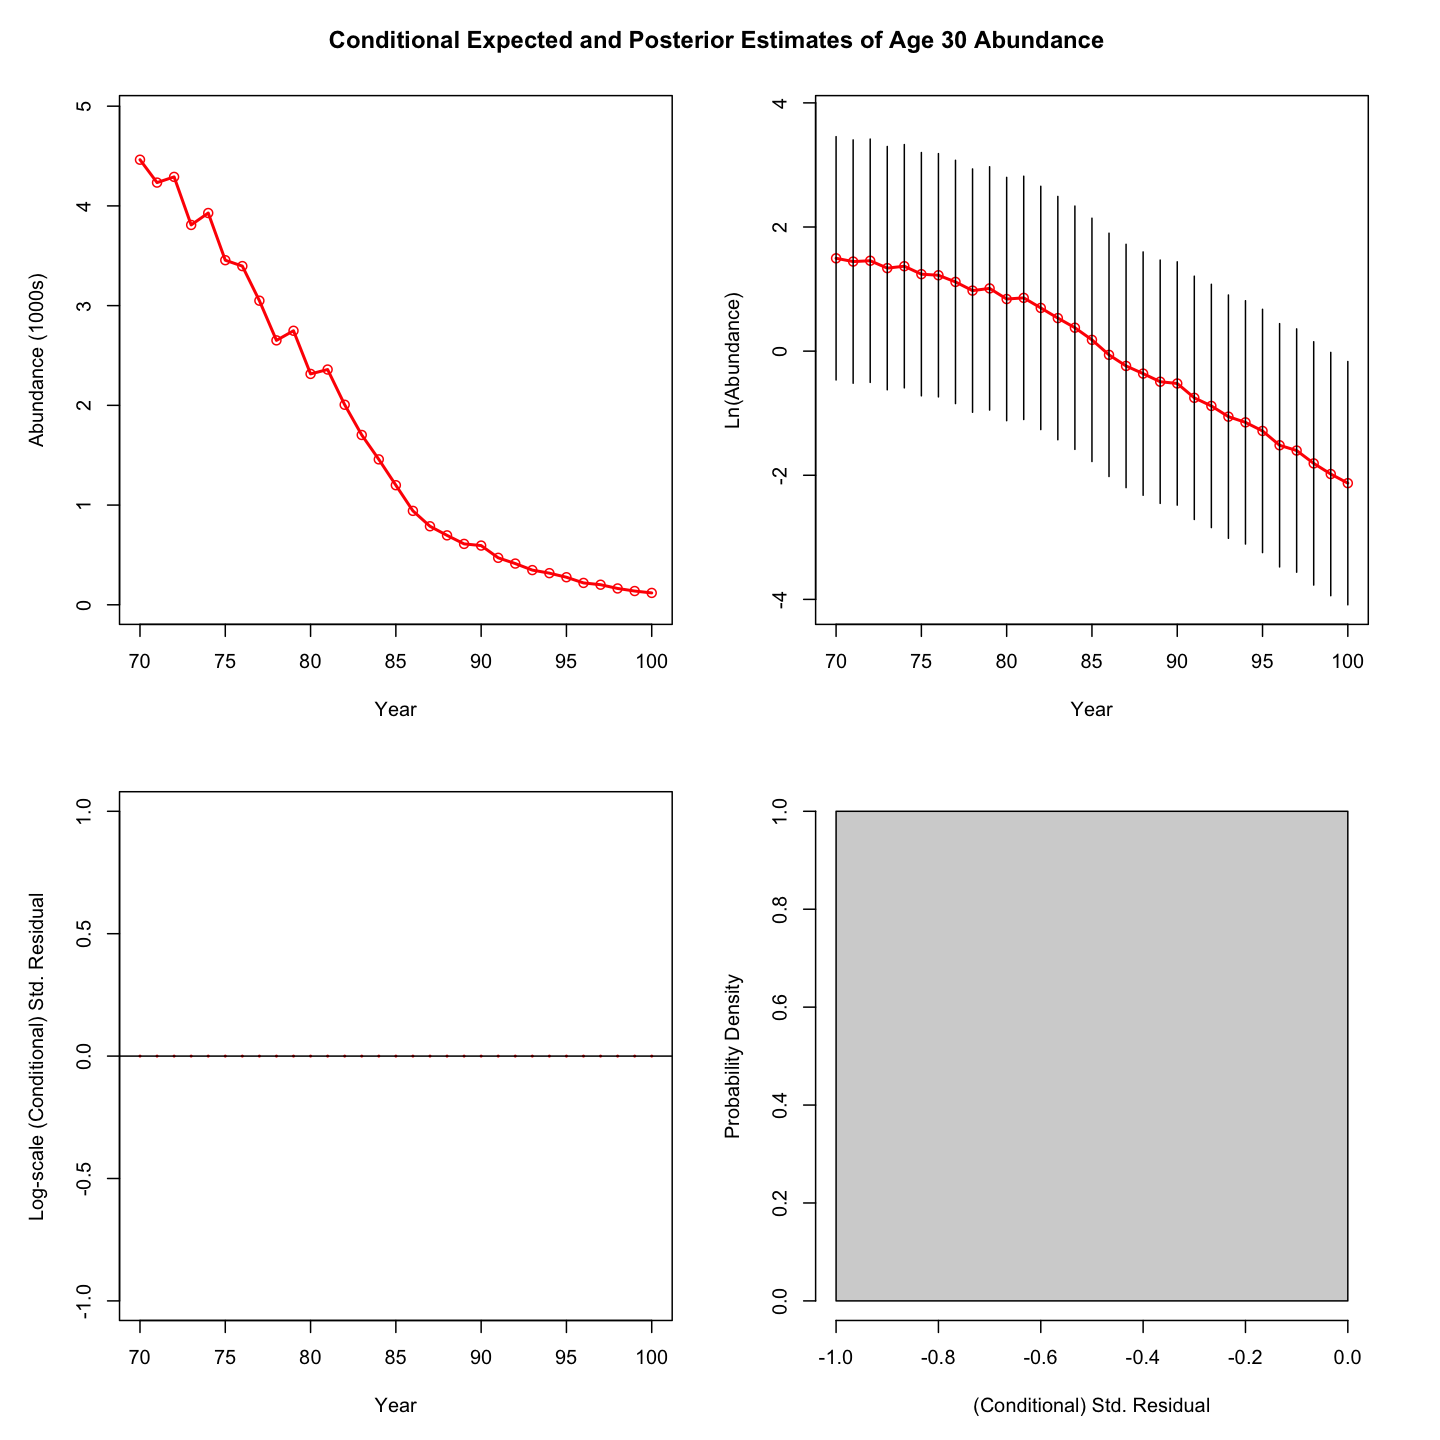 Conditional Expected and Posterior Estimates of Age 30 Abundance
Abundance (1000s)
5
4
3
2
1
0
70 75 80 85 90 95 100
Year
Ln(Abundance)
4
2
0
-2
-4
70 75 80 85 90 95 100
Year
Log-scale (Conditional) Std. Residual
1.0
0.5
0.0
-0.5
-1.0
70 75 80 85 90 95 100
Year
Probability Density
1.0
0.8
0.6
0.4
0.2
0.0
-1.0 -0.8 -0.6 -0.4 -0.2 0.0
(Conditional) Std. Residual